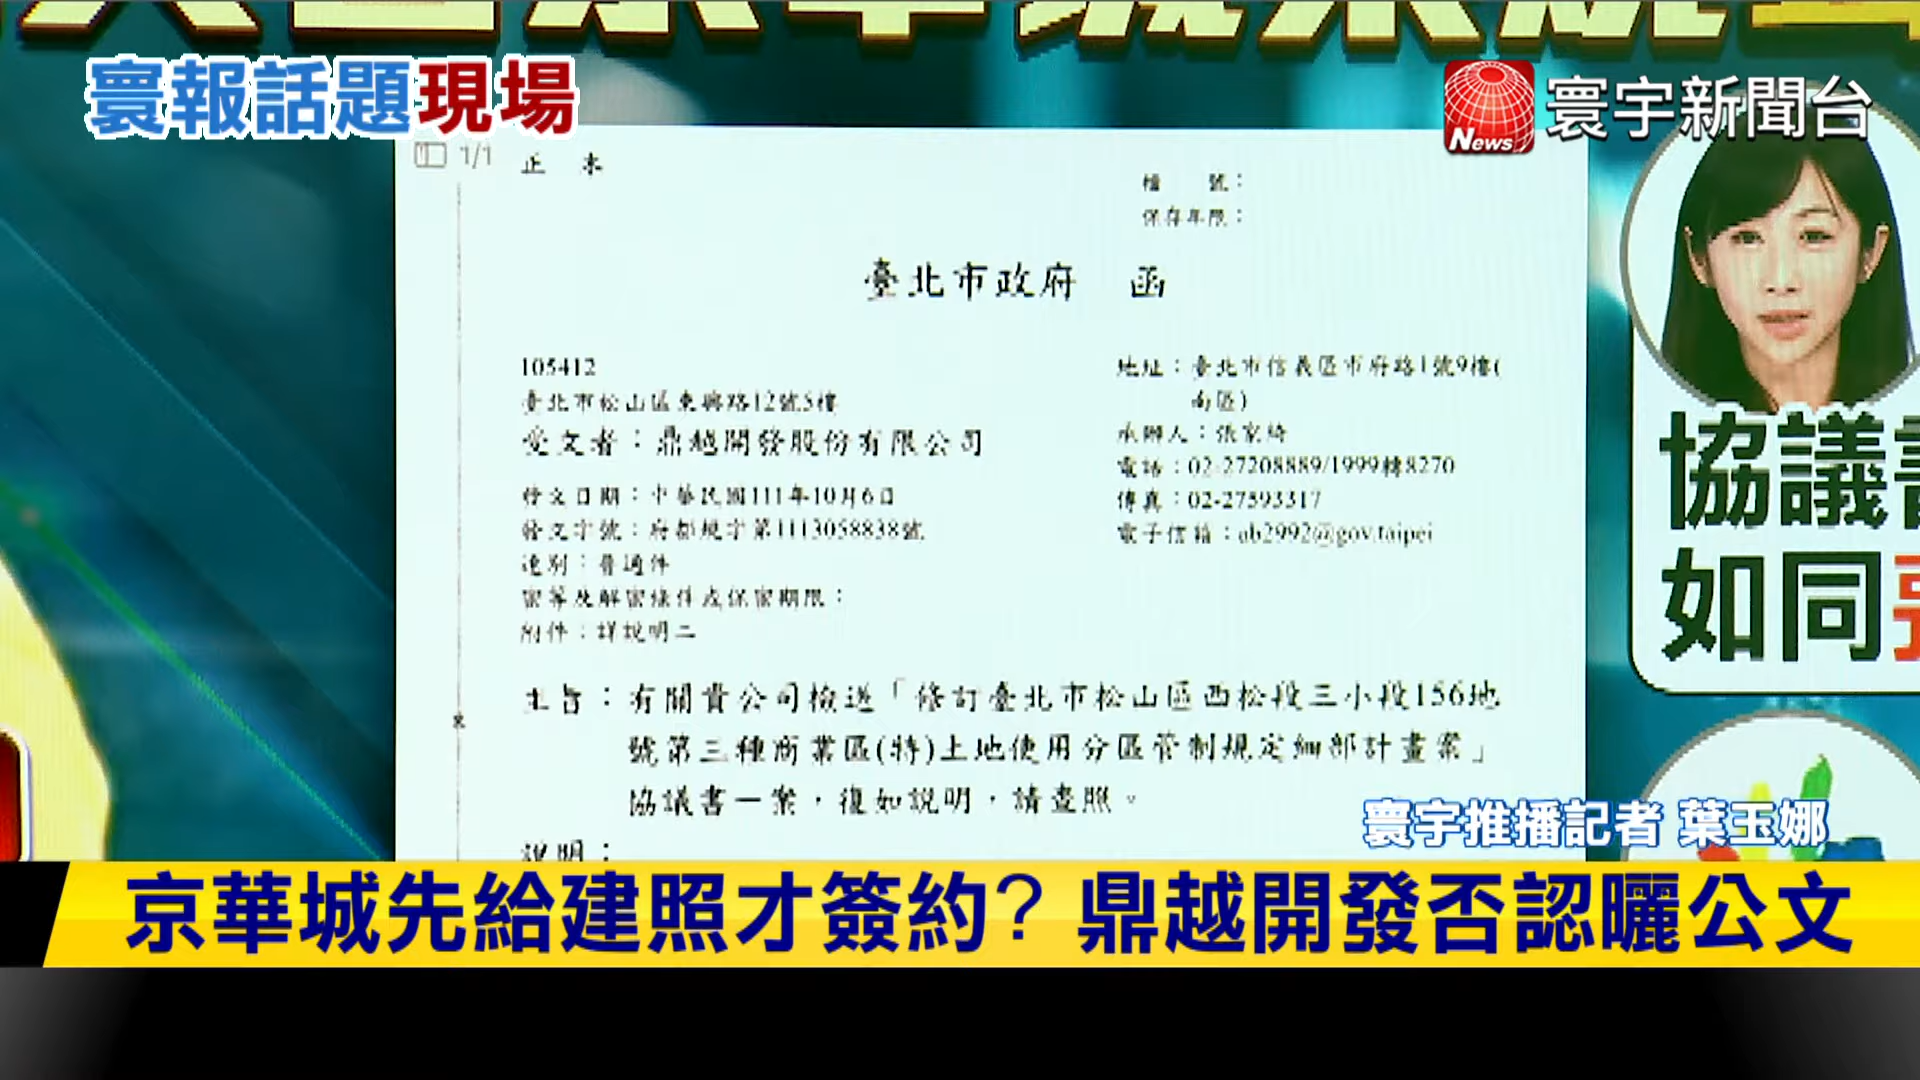 寰報話題現場
News 寰宇新聞台
1/1
正本
檔 號：
保存年限：
臺北市政府 函
105412
臺北市松山區東興路12號5樓
受文者：鼎越開發股份有限公司
發文日期：中華民國111年10月6日
發文字號：府都規字第1113058838號
速別：普通件
密等及解密條件或保密期限：
附件：詳說明二
地址：臺北市信義區市府路1號9樓(
南區)
承辦人：張家綺
電話：02-27208889/1999轉8270
傳真：02-27593317
電子信箱：ab2992@gov.taipei
主旨：有關貴公司檢送「修訂臺北市松山區西松段三小段156地
號第三種商業區(特)土地使用分區管制規定細部計畫案」
協議書一案，復如說明，請查照。
說明：
協議書
如同
寰宇推播記者 葉玉娜
京華城先給建照才簽約? 鼎越開發否認曬公文